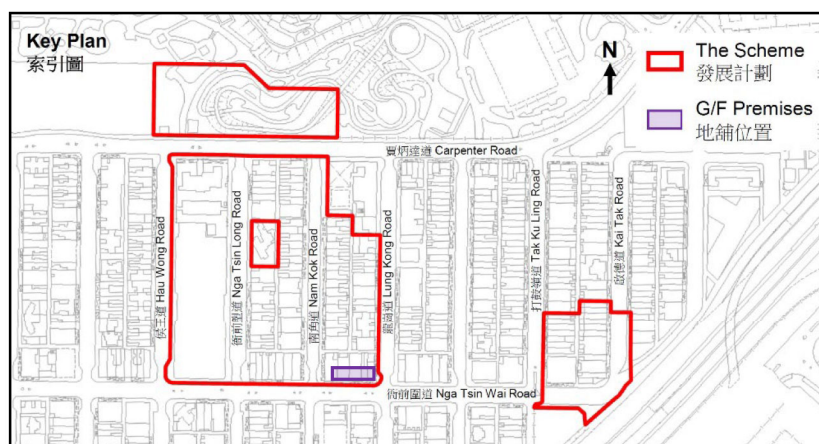 Key Plan
索引圖
N
The Scheme
發展計劃
G/F Premises
地舖位置
賈炳達道 Carpenter Road
侯王道 Hau Wong Road
衙前塱道 Nga Tsin Long Road
南角道 Nam Kok Road
龍崗道 Lung Kong Road
打鼓嶺道 Tak Ku Ling Road
啟德道 Kai Tak Road
衙前圍道 Nga Tsin Wai Road